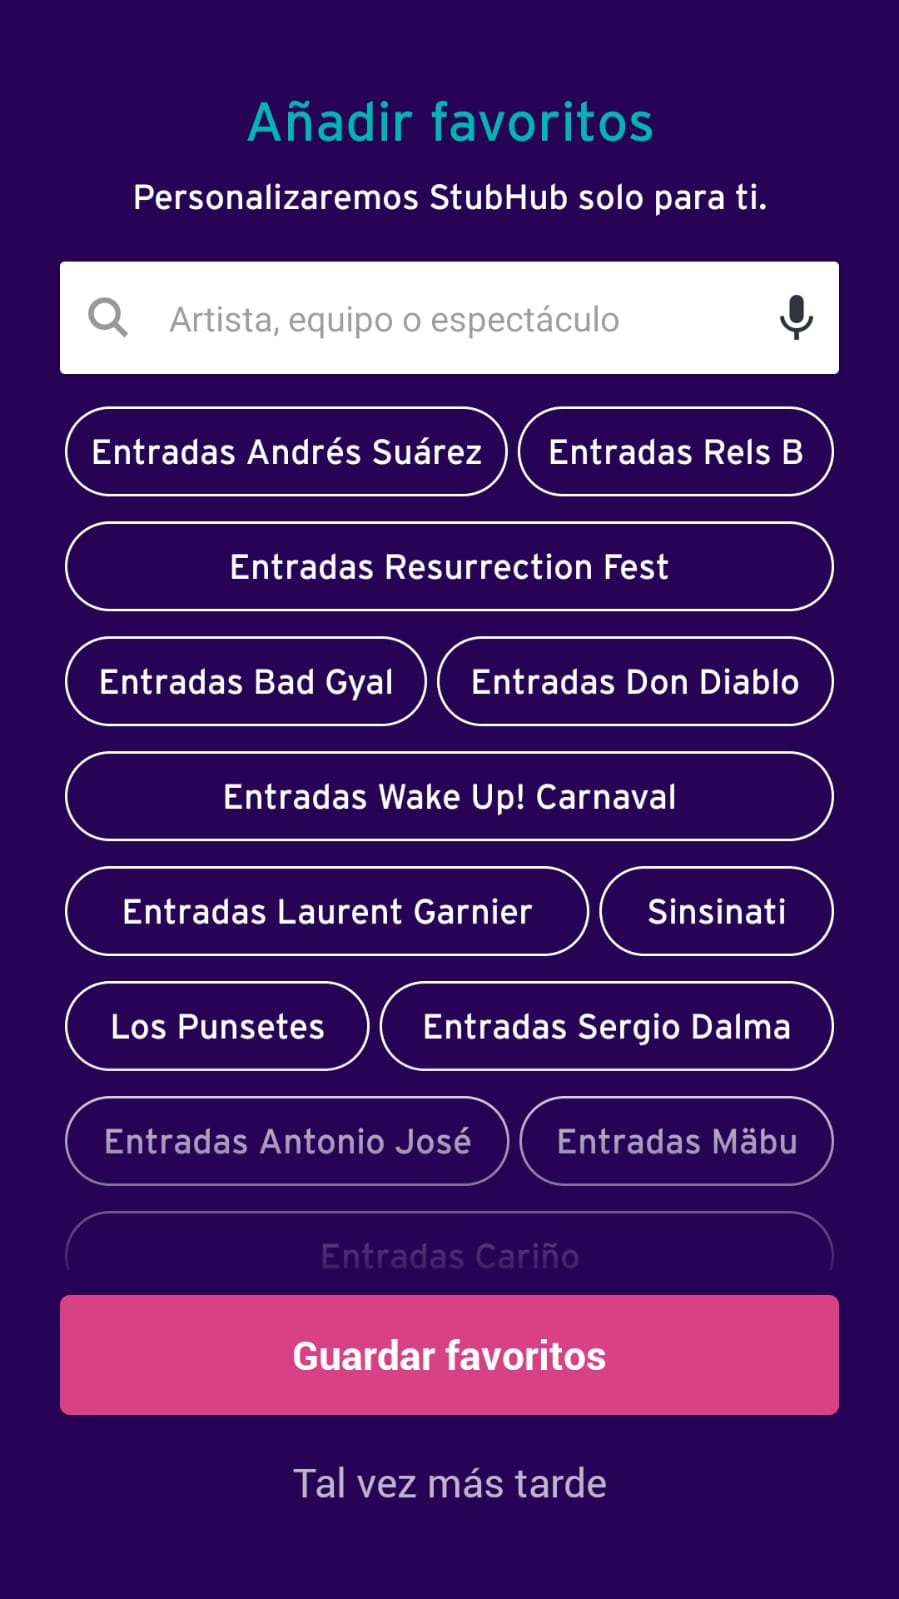 Añadir favoritos
Personalizaremos StubHub solo para ti.
Artista, equipo o espectáculo
Entradas Andrés Suárez
Entradas Rels B
Entradas Resurrection Fest
Entradas Bad Gyal
Entradas Don Diablo
Entradas Wake Up! Carnaval
Entradas Laurent Garnier
Sinsinati
Los Punsetes
Entradas Sergio Dalma
Entradas Antonio José
Entradas Mäbu
Entradas Cariño
Guardar favoritos
Tal vez más tarde